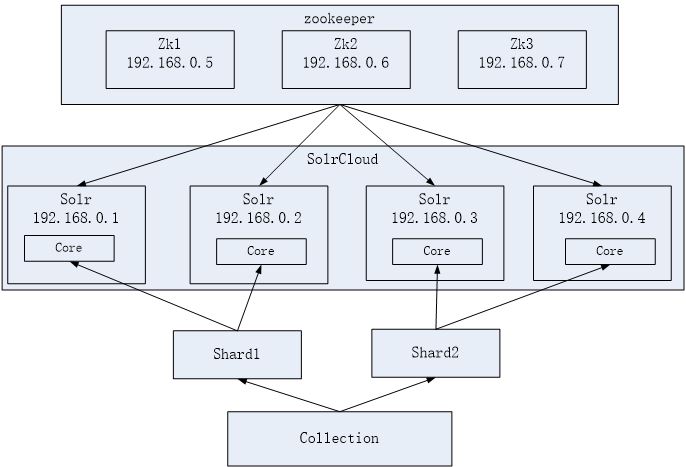 zookeeper
Zk1
192.168.0.5
Zk2
192.168.0.6
Zk3
192.168.0.7
SolrCloud
Solr
192.168.0.1
Core
Solr
192.168.0.2
Core
Solr
192.168.0.3
Core
Solr
192.168.0.4
Core
Shard1
Shard2
Collection